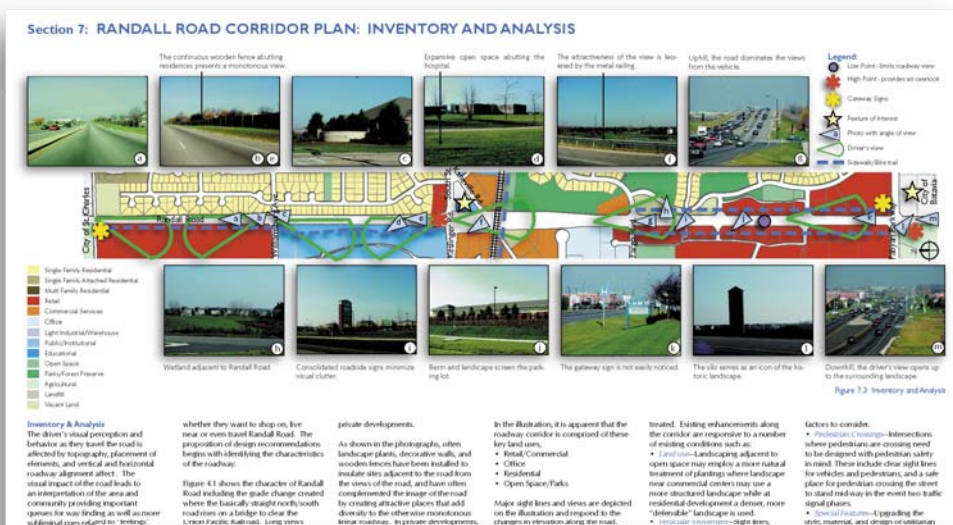 Section 7: RANDALL ROAD CORRIDOR PLAN: INVENTORY AND ANALYSIS
The continuous wooden fence abutting
residences presents a monotonous view.
Expansive open space abutting the
hospital.
The attractiveness of the view is less-
ened by the metal railing.
Uphill, the road dominates the views
from the vehicle.
Legend:
Low Point - limits roadway view
High Point - provides an overlook
Gateway Signs
Feature of Interest
Photo with angle of view
Driver's view
Sidewalk/Bike trail
a
b
e
c
d
f
g
City of St. Charles
Randall Road
City of
Batavia
Single Family Residential
Single Family Attached Residential
Multi Family Residential
Retail
Commercial Services
Office
Light Industrial/Warehouse
Public/Institutional
Educational
Open Space
Parks/Forest Preserve
Agricultural
Landfill
Vacant Land
h
i
j
k
l
m
Wetland adjacent to Randall Road
Consolidated roadside signs minimize
visual clutter.
Berm and landscape screen the park-
ing lot.
The gateway sign is not easily noticed.
The silo serves as an icon of the his-
toric landscape.
Downhill, the driver's view opens up
to the surrounding landscape.
Figure 7.3 Inventory and Analysis
Inventory & Analysis
The driver's visual perception and
behavior as they travel the road is
affected by topography, placement of
elements, and vertical and horizontal
roadway alignment affect. The
visual impact of the road leads to
an interpretation of the area and
community providing important
queues for way finding as well as more
subliminal cues related to "feelings"
whether they want to shop on, live
near or even travel Randall Road. The
proposition of design recommendations
begins with identifying the characteristics
of the roadway.
Figure 4.1 shows the character of Randall
Road including the grade change created
where the basically straight north/south
road rises on a bridge to clear the
Union Pacific Railroad. Long views
private developments.
As shown in the photographs, often
landscape plants, decorative walls, and
wooden fences have been installed to
insulate sites adjacent to the road from
the views of the road, and have often
complemented the image of the road
by creating attractive places that add
diversity to the otherwise monotonous
linear roadway. In private developments,
In the illustration, it is apparent that the
roadway corridor is comprised of these
key land uses,
• Retail/Commercial
• Office
• Residential
• Open Space/Parks
Major sight lines and views are depicted
on the illustration and respond to the
changes in elevation along the road.
treated. Existing enhancements along
the corridor are responsive to a number
of existing conditions such as:
• Land use—Landscaping adjacent to
open space may employ a more natural
treatment of plantings where landscape
near commercial centers may use a
more structured landscape while at
residential development a denser, more
"defensible" landscape is used.
• Vehicular Movement—Sight lines,
factors to consider.
• Pedestrian Crossings—Intersections
where pedestrians are crossing need
to be designed with pedestrian safety
in mind. These include clear sight lines
for vehicles and pedestrians, and a safe
place for pedestrian crossing the street
to stand mid-way in the event two traffic
signal phases.
• Special Features—Upgrading the
style, material, and design of utilitarian